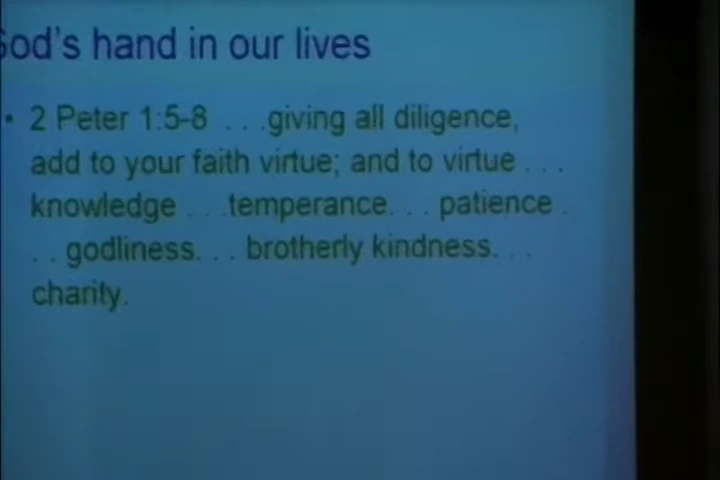 God's hand in our lives
• 2 Peter 1:5-8 . . .giving all diligence,
add to your faith virtue; and to virtue . . .
knowledge . . .temperance. . . patience .
. . godliness. . . brotherly kindness. . .
charity.